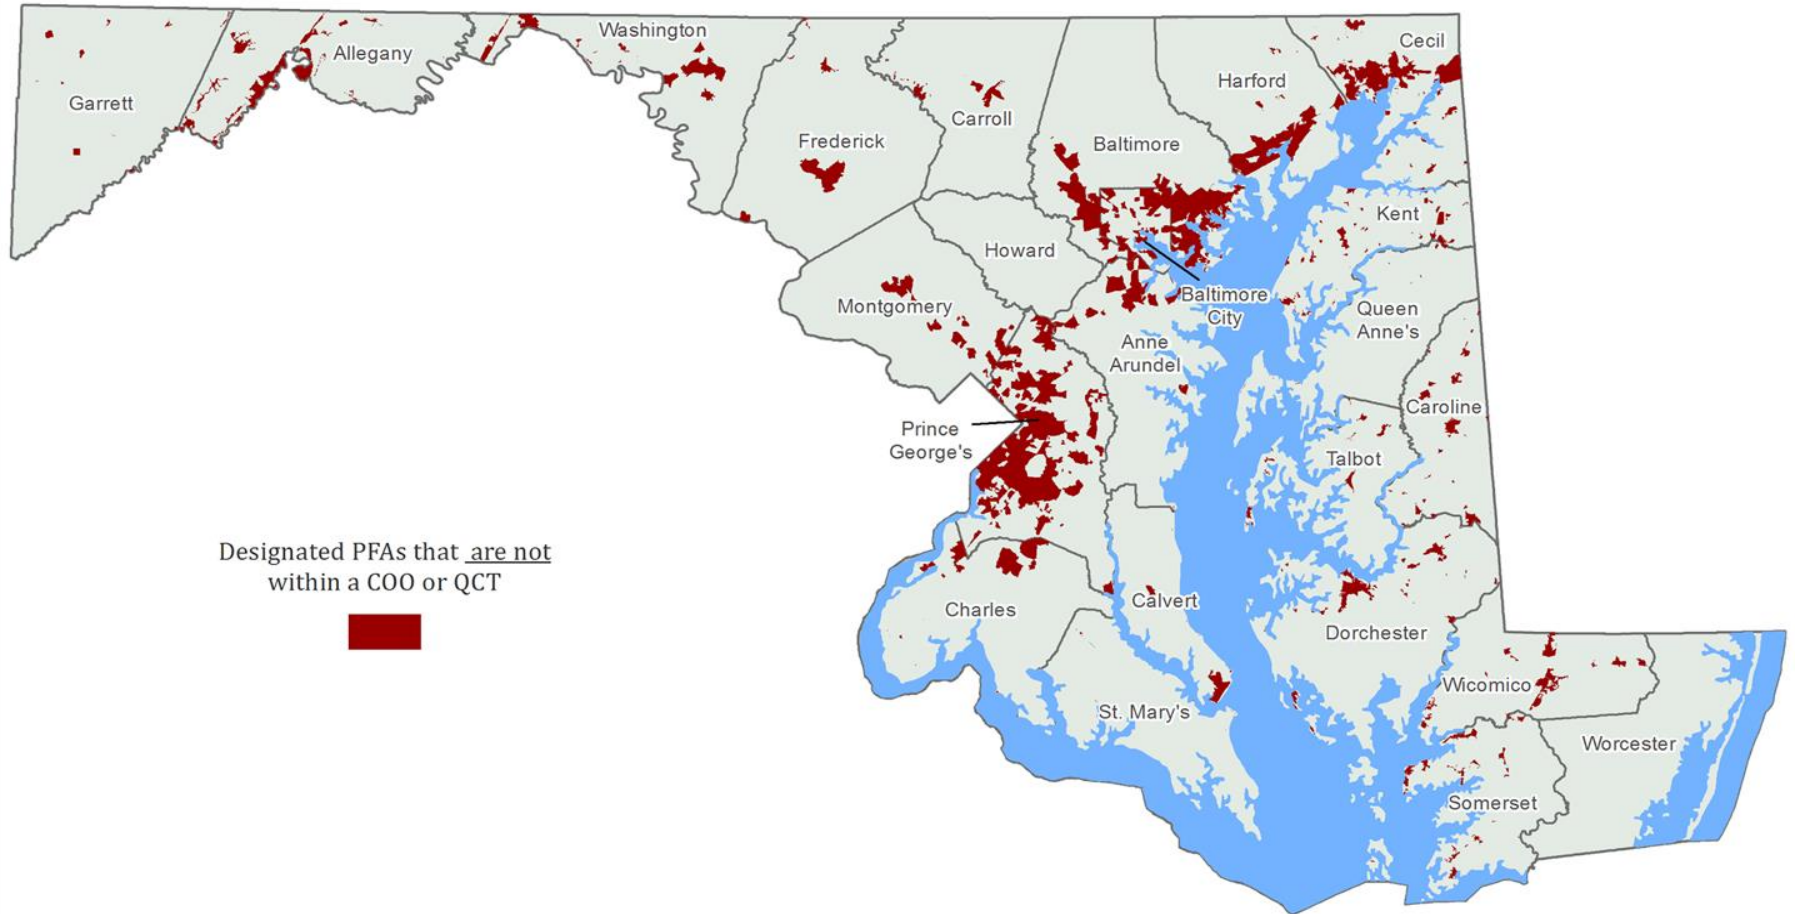 Washington
Allegany
Cecil
Harford
Garrett
Carroll
Frederick
Baltimore
Kent
Howard
Montgomery
Baltimore
City
Queen
Anne's
Anne
Arundel
Caroline
Prince
George's
Talbot
Designated PFAs that are not
within a COO or QCT
Charles
Calvert
Dorchester
Wicomico
St. Mary's
Worcester
Somerset